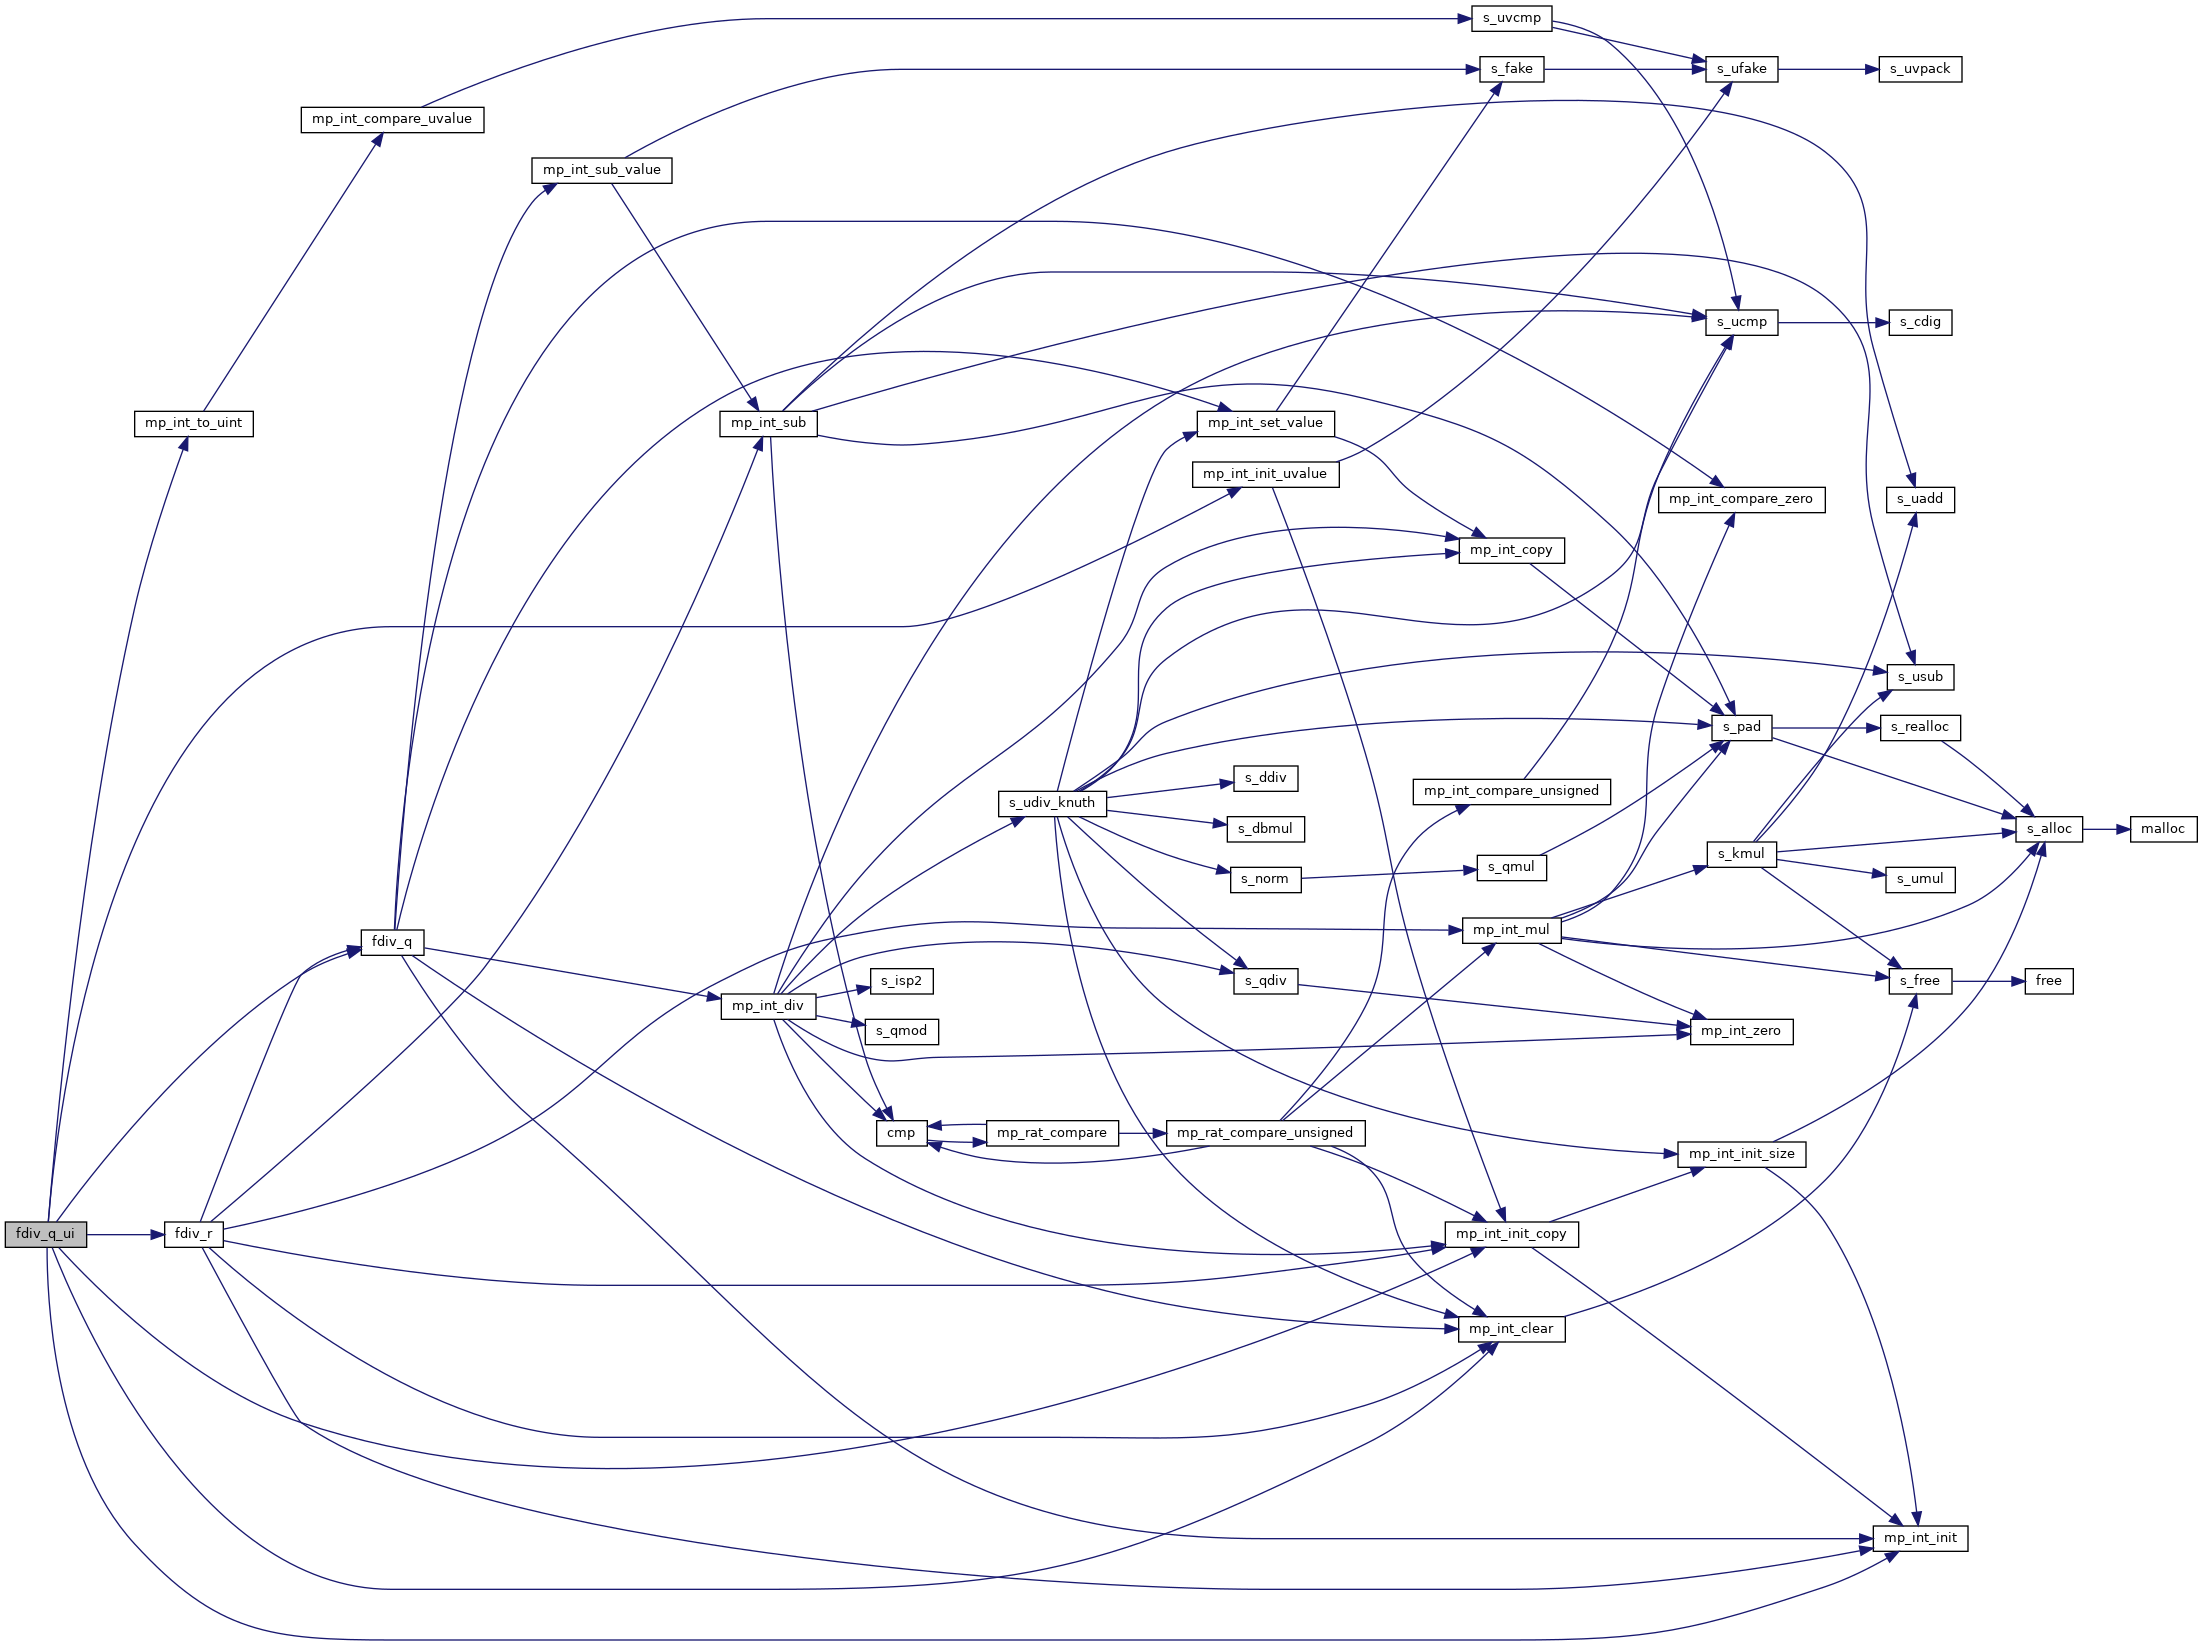 s_uvcmp
s_fake
s_ufake
s_uvpack
mp_int_compare_uvalue
mp_int_sub_value
s_ucmp
s_cdig
mp_int_to_uint
mp_int_sub
mp_int_set_value
mp_int_init_uvalue
mp_int_compare_zero
s_uadd
mp_int_copy
s_usub
s_pad
s_realloc
s_ddiv
mp_int_compare_unsigned
s_udiv_knuth
s_dbmul
s_alloc
malloc
s_kmul
s_qmul
s_norm
s_umul
mp_int_mul
fdiv_q
s_isp2
s_qdiv
s_free
free
mp_int_div
s_qmod
mp_int_zero
cmp
mp_rat_compare
mp_rat_compare_unsigned
mp_int_init_size
fdiv_q_ui
fdiv_r
mp_int_init_copy
mp_int_clear
mp_int_init